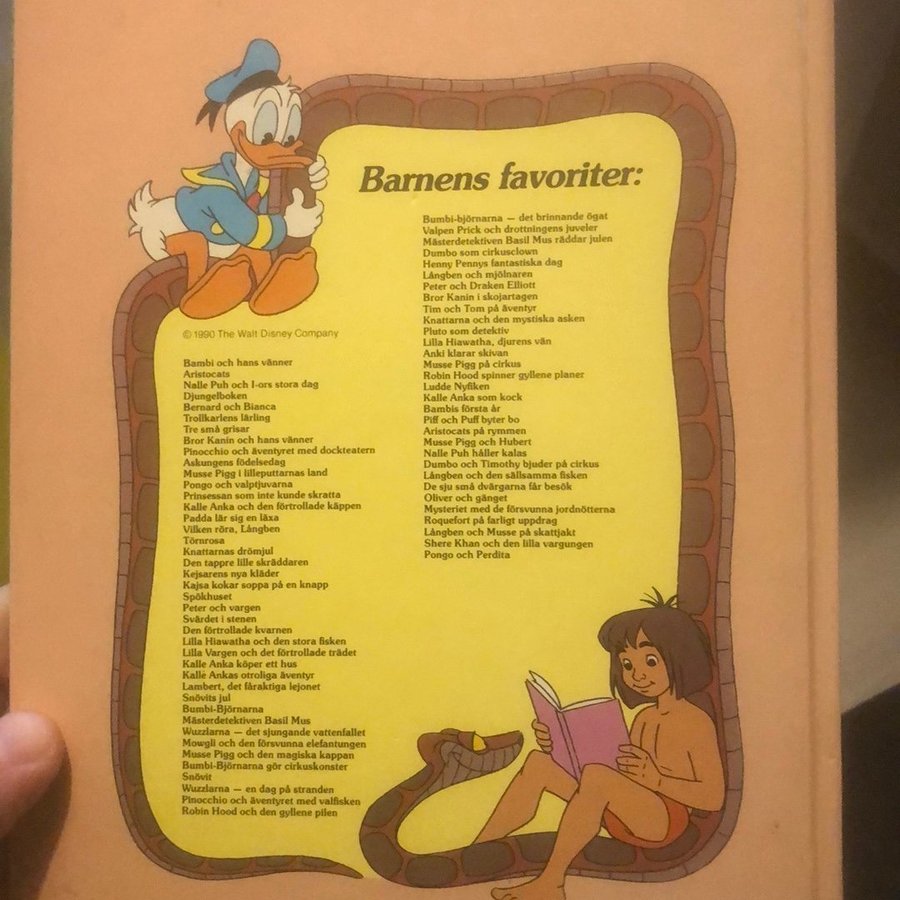 Barnens favoriter:
© 1990 The Walt Disney Company
Bambi och hans vänner
Aristocats
Nalle Puh och I-ors stora dag
Djungelboken
Bernard och Bianca
Trollkarlens lärling
Tre små grisar
Bror Kanin och hans vänner
Pinocchio och äventyret med dockteatern
Askungens födelsedag
Musse Pigg i lilleputtarnas land
Pongo och valptjuvarna
Prinsessan som inte kunde skratta
Kalle Anka och den förtrollade käppen
Padda lär sig en läxa
Vilken röra, Långben
Törnrosa
Knattarnas drömjul
Den tappre lille skräddaren
Kejsarens nya kläder
Kajsa kokar soppa på en knapp
Spökhuset
Peter och vargen
Svärdet i stenen
Den förtrollade kvarnen
Lilla Hiawatha och den stora fisken
Lilla Vargen och det förtrollade trädet
Kalle Anka köper ett hus
Kalle Ankas otroliga äventyr
Lambert, det fåraktiga lejonet
Snövits jul
Bumbi-Björnarna
Mästerdetektiven Basil Mus
Wuzzlarna — det sjungande vattenfallet
Mowgli och den försvunna elefantungen
Musse Pigg och den magiska kappan
Bumbi-Björnarna gör cirkuskonster
Snövit
Wuzzlarna — en dag på stranden
Pinocchio och äventyret med valfisken
Robin Hood och den gyllene pilen
Bumbi-björnarna — det brinnande ögat
Valpen Prick och drottningens juveler
Mästerdetektiven Basil Mus räddar julen
Dumbo som cirkusclown
Henny Pennys fantastiska dag
Långben och mjölnaren
Peter och Draken Elliott
Bror Kanin i skojartagen
Tim och Tom på äventyr
Knattarna och den mystiska asken
Pluto som detektiv
Lilla Hiawatha, djurens vän
Anki klarar skivan
Musse Pigg på cirkus
Robin Hood spinner gyllene planer
Ludde Nyfiken
Kalle Anka som kock
Bambis första år
Piff och Puff byter bo
Aristocats på rymmen
Musse Pigg och Hubert
Nalle Puh håller kalas
Dumbo och Timothy bjuder på cirkus
Långben och den sällsamma fisken
De sju små dvärgarna får besök
Oliver och gänget
Mysteriet med de försvunna jordnötterna
Roquefort på farligt uppdrag
Långben och Musse på skattjakt
Shere Khan och den lilla vargungen
Pongo och Perdita